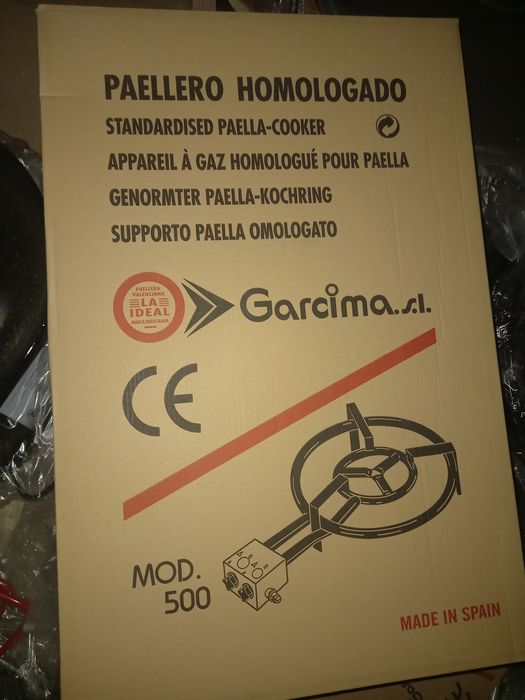 PAELLERO HOMOLOGADO
STANDARDISED PAELLA-COOKER
APPAREIL À GAZ HOMOLOGUÉ POUR PAELLA
GENORMTER PAELLA-KOCHRING
SUPPORTO PAELLA OMOLOGATO
PAELLERA
VALENCIANA
LA
IDEAL
MARCA REGISTRADA
Garcima.s.l.
CE
MOD.
500
MADE IN SPAIN